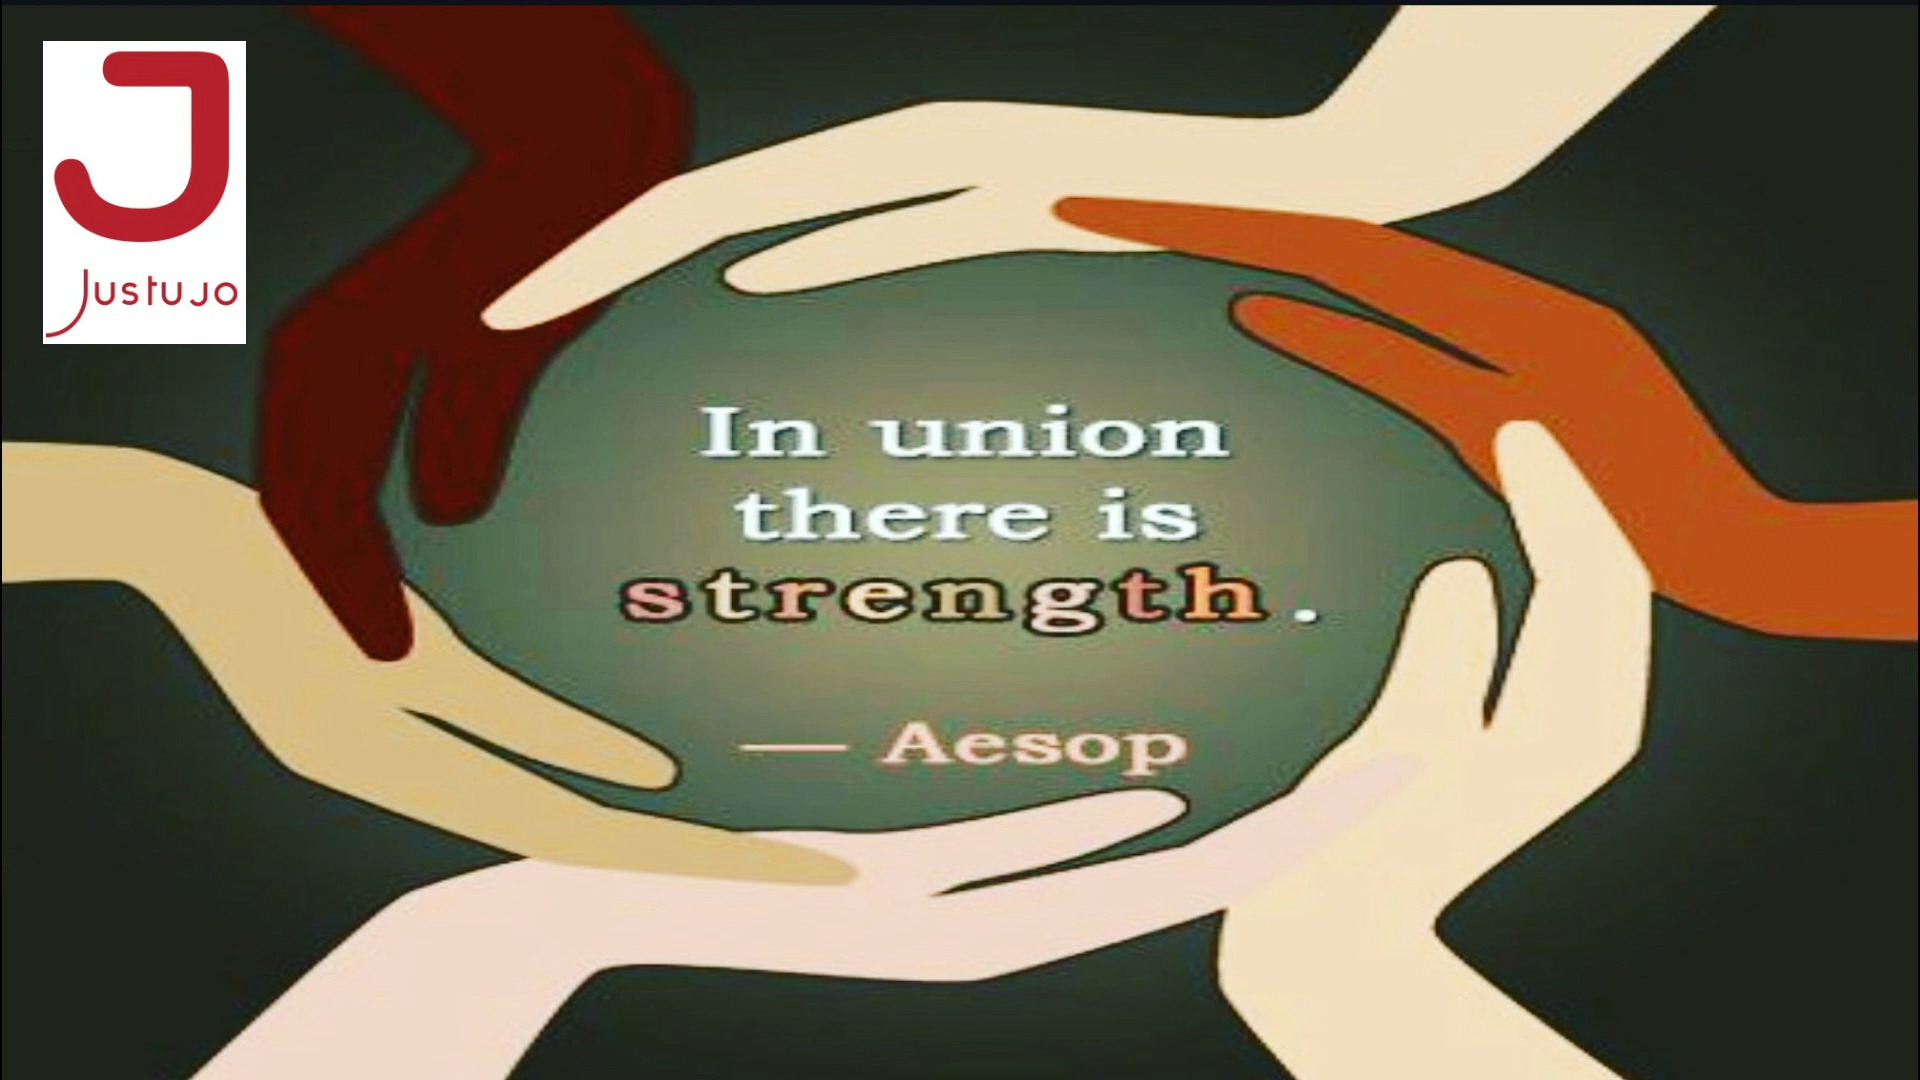 J
Justujo
In union
there is
strength.
— Aesop